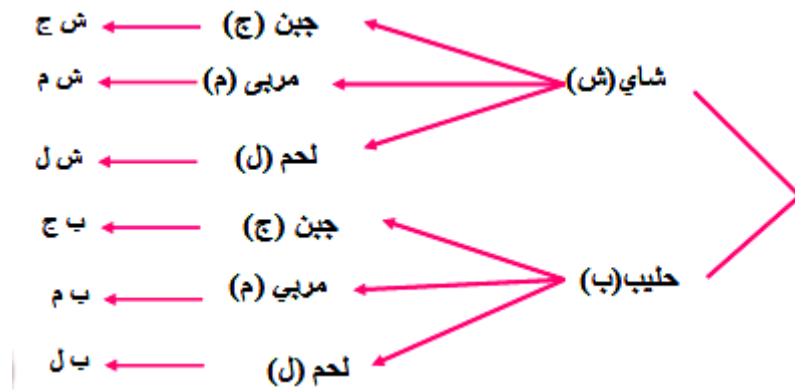 شاي(ش)
جبن (ج)
ش ج
مربى (م)
ش م
لحم (ل)
ش ل
حليب(ب)
جبن (ج)
ب ج
مربي (م)
ب م
لحم (ل)
ب ل